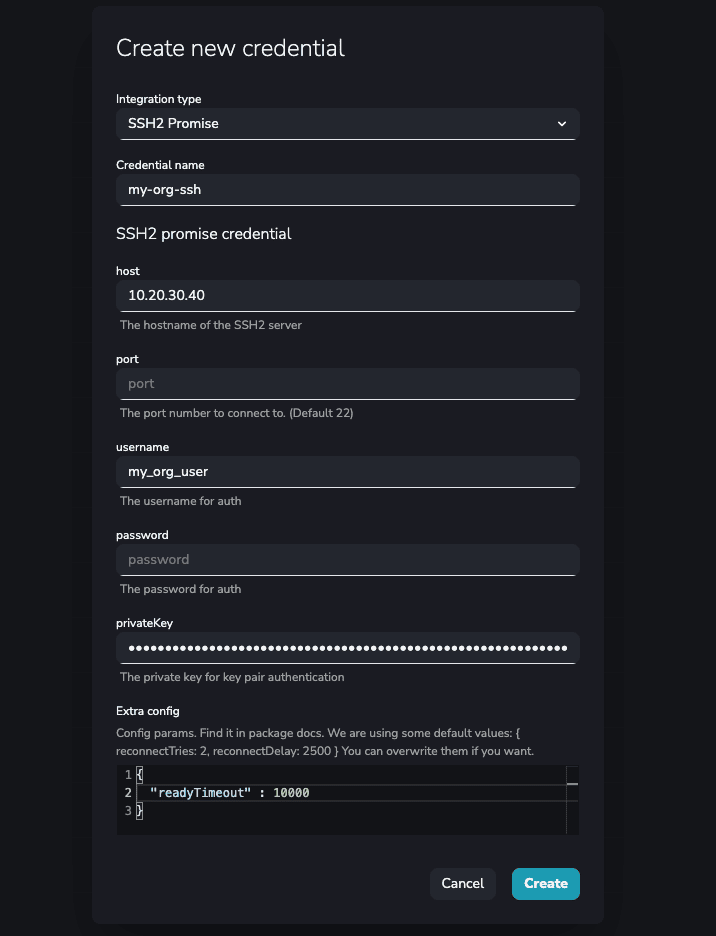 Create new credential
Integration type
SSH2 Promise
Credential name
my-org-ssh
SSH2 promise credential
host
10.20.30.40
The hostname of the SSH2 server
port
port
The port number to connect to. (Default 22)
username
my_org_user
The username for auth
password
password
The password for auth
privateKey
••••••••••••••••••••••••••••••••••••••••••••••••••••••••••••
The private key for key pair authentication
Extra config
Config params. Find it in package docs. We are using some default values: {
reconnectTries: 2, reconnectDelay: 2500 } You can overwrite them if you want.
1 {
2 "readyTimeout" : 10000
3 }
Cancel Create